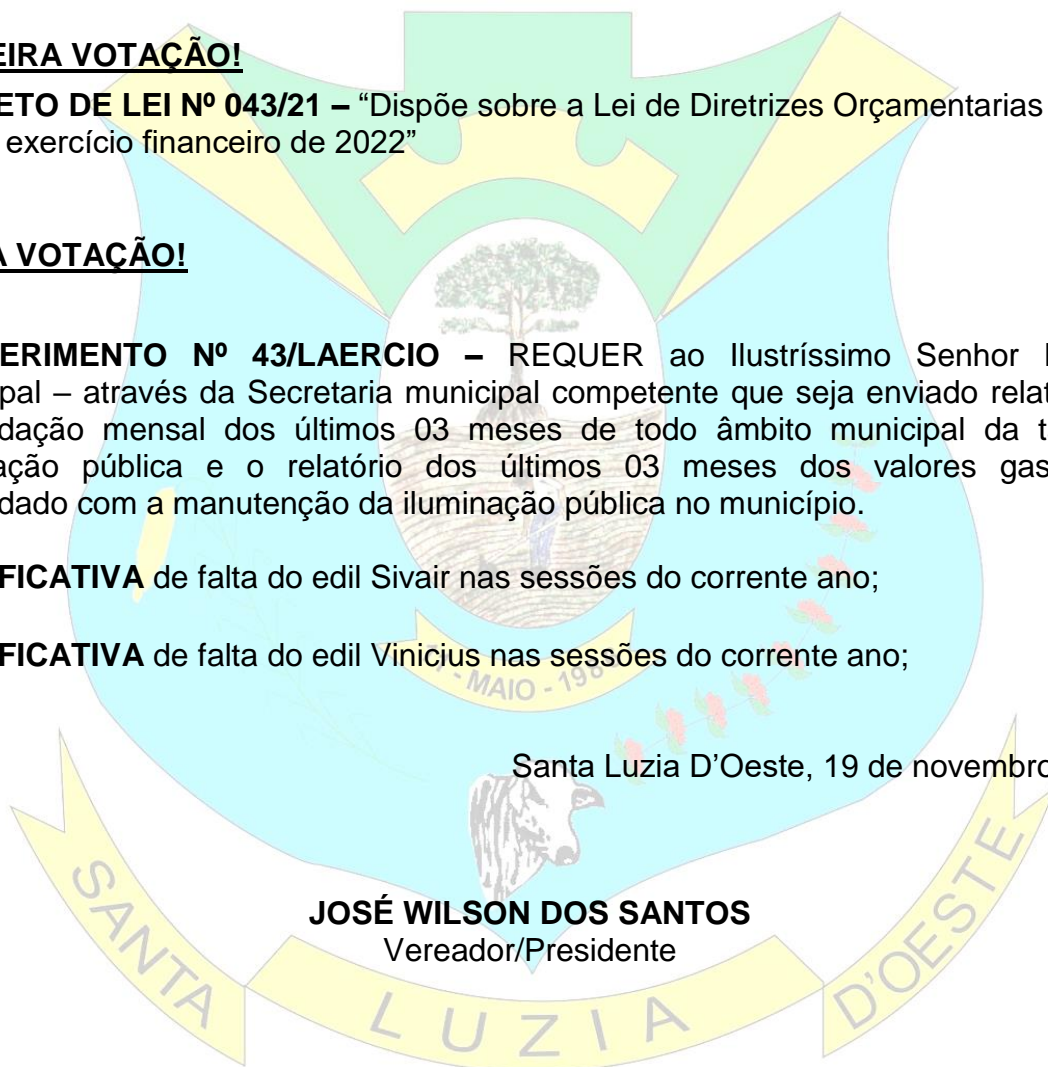 EIRA VOTAÇÃO!
ETO DE LEI Nº 043/21 – “Dispõe sobre a Lei de Diretrizes Orçamentarias
exercício financeiro de 2022”
A VOTAÇÃO!
ERIMENTO Nº 43/LAERCIO – REQUER ao Ilustríssimo Senhor
pal – através da Secretaria municipal competente que seja enviado relat
dação mensal dos últimos 03 meses de todo âmbito municipal da t
ação pública e o relatório dos últimos 03 meses dos valores gas
dado com a manutenção da iluminação pública no município.
FICATIVA de falta do edil Sivair nas sessões do corrente ano;
FICATIVA de falta do edil Vinicius nas sessões do corrente ano;
- MAIO - 198
Santa Luzia D’Oeste, 19 de novembro
JOSÉ WILSON DOS SANTOS
Vereador/Presidente
SANTA LUZIA D'OESTE